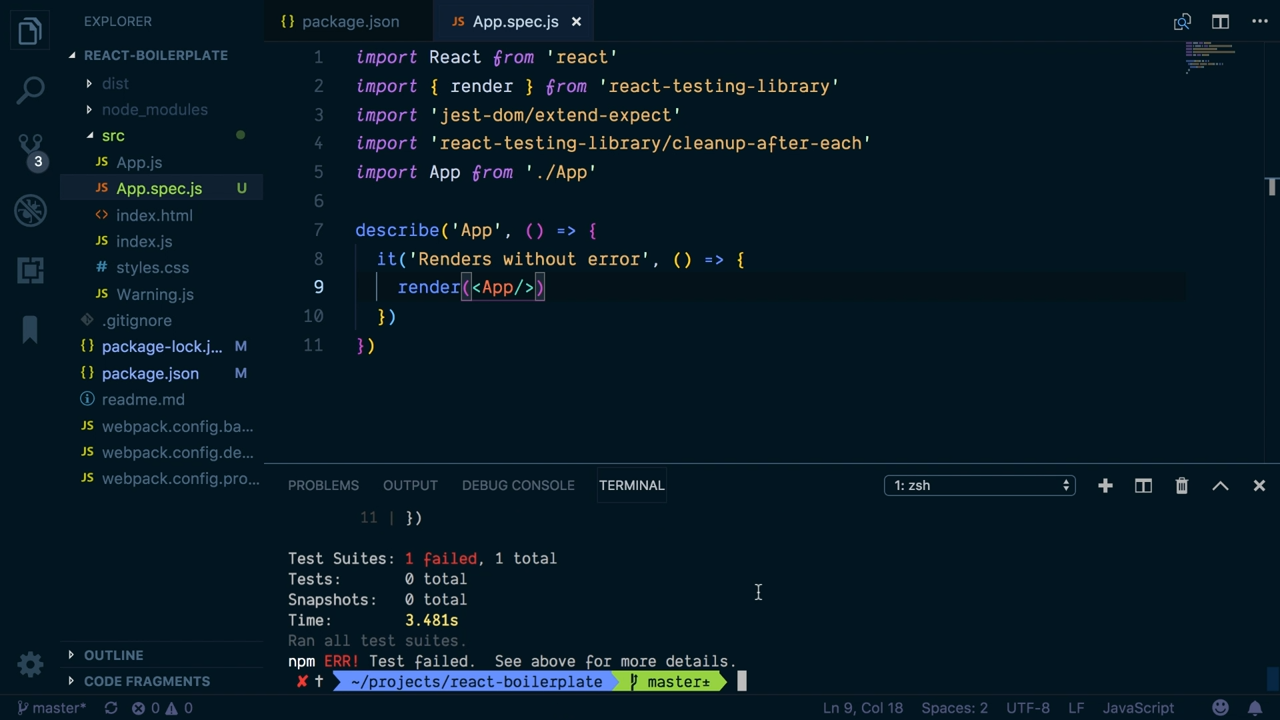 EXPLORER
REACT-BOILERPLATE
dist
node_modules
src
JS App.js
JS App.spec.js U
<> index.html
JS index.js
# styles.css
JS Warning.js
.gitignore
{} package-lock.j... M
{} package.json M
readme.md
JS webpack.config.ba...
JS webpack.config.de...
JS webpack.config.pro...
OUTLINE
CODE FRAGMENTS
3
{} package.json
JS App.spec.js ×
1 import React from 'react'
2 import { render } from 'react-testing-library'
3 import 'jest-dom/extend-expect'
4 import 'react-testing-library/cleanup-after-each'
5 import App from './App'
6
7 describe('App', () => {
8 it('Renders without error', () => {
9 render(<App/>)
10 })
11 })
PROBLEMS OUTPUT DEBUG CONSOLE TERMINAL 1: zsh
11 | })
Test Suites: 1 failed, 1 total
Tests: 0 total
Snapshots: 0 total
Time: 3.481s
Ran all test suites.
npm ERR! Test failed. See above for more details.
✘ † ~/projects/react-boilerplate master±
master* 0 0 Ln 9, Col 18 Spaces: 2 UTF-8 LF JavaScript